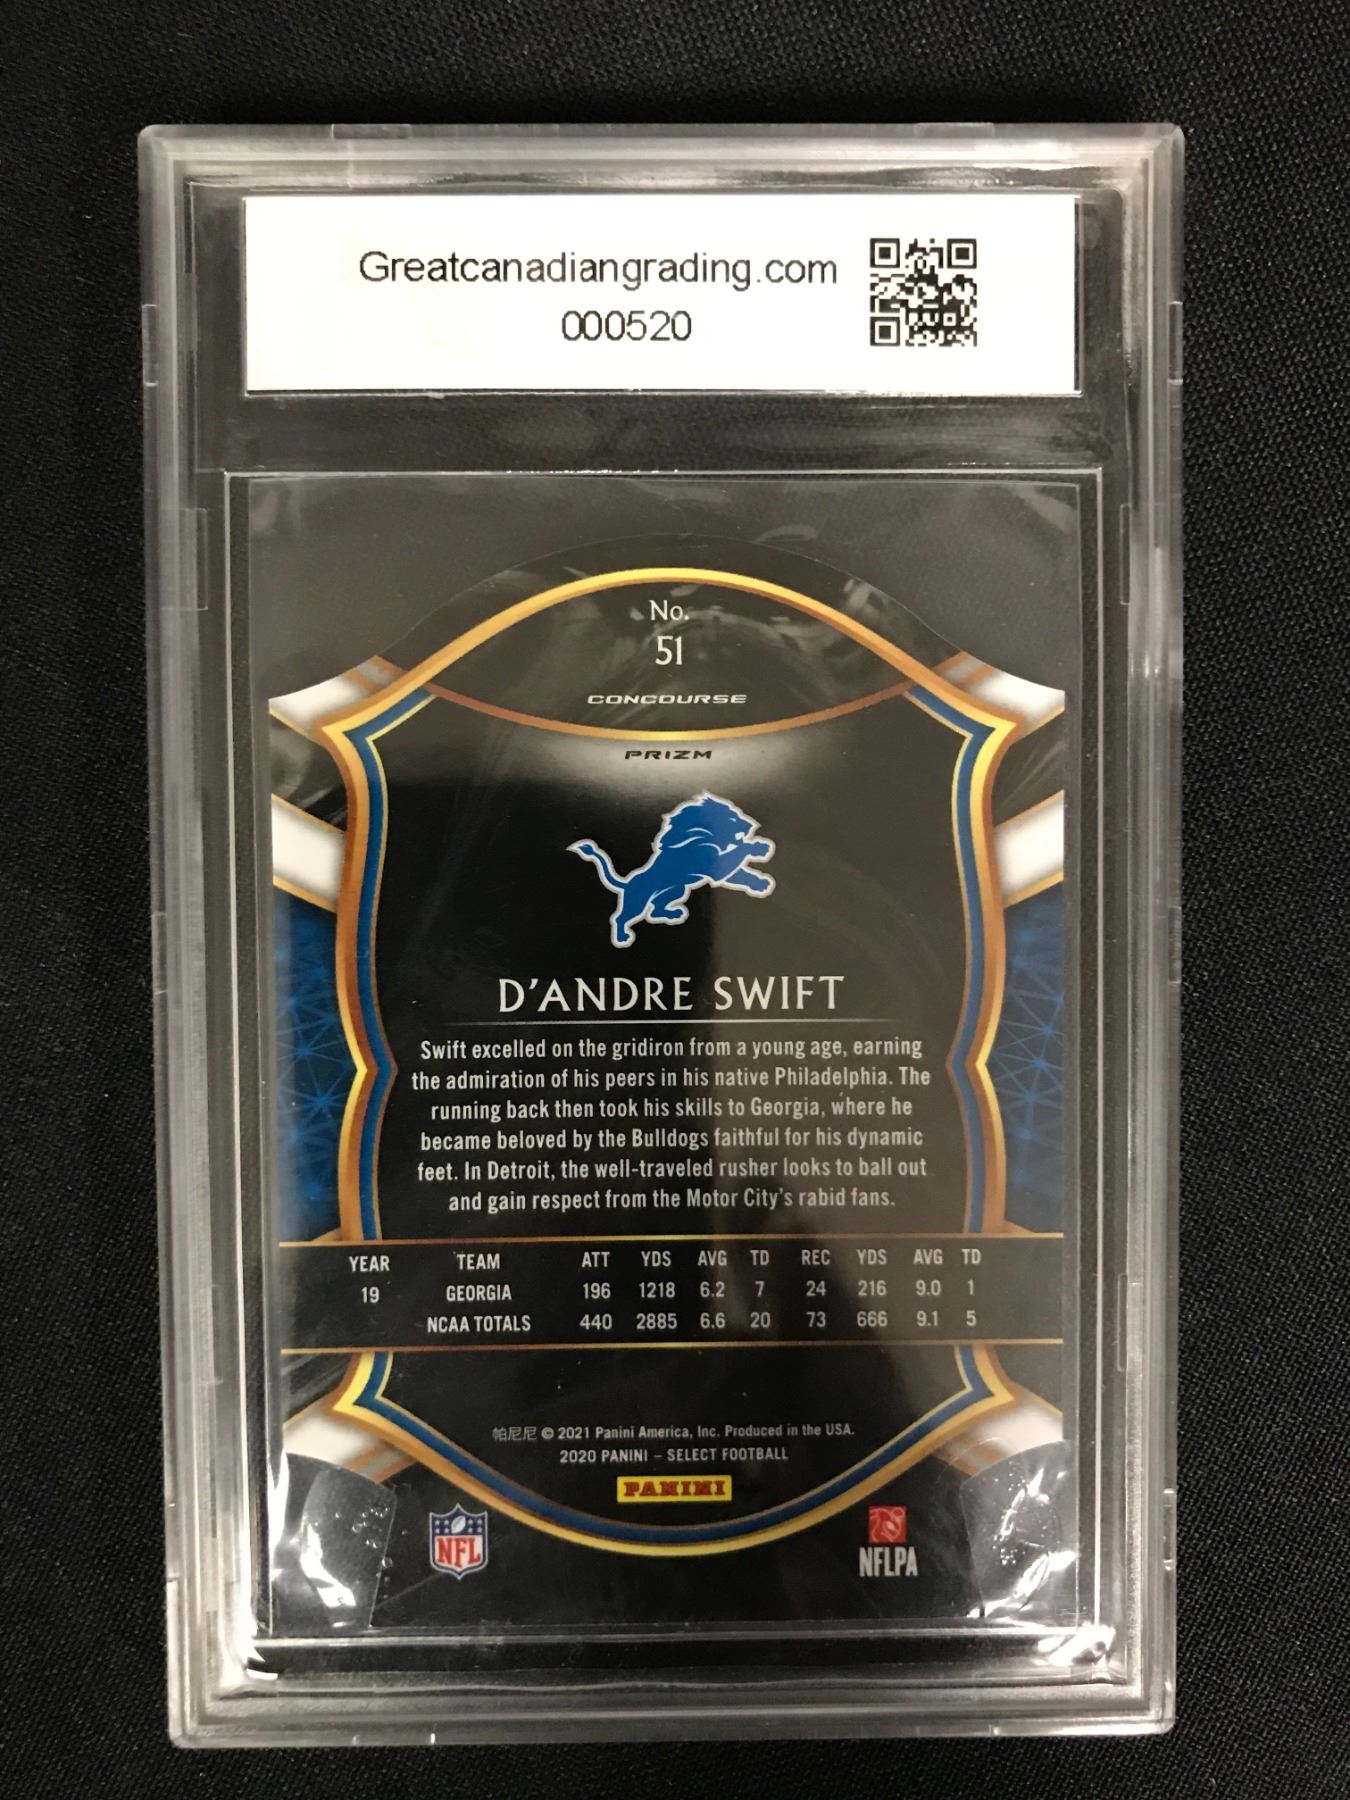 Greatcanadiangrading.com
000520
No.
51
CONCOURSE
PRIZM
D'ANDRE SWIFT
Swift excelled on the gridiron from a young age, earning
the admiration of his peers in his native Philadelphia. The
running back then took his skills to Georgia, where he
became beloved by the Bulldogs faithful for his dynamic
feet. In Detroit, the well-traveled rusher looks to ball out
and gain respect from the Motor City's rabid fans.
YEAR TEAM ATT YDS AVG TD REC YDS AVG TD
19 GEORGIA 196 1218 6.2 7 24 216 9.0 1
NCAA TOTALS 440 2885 6.6 20 73 666 9.1 5
帕尼尼 © 2021 Panini America, Inc. Produced in the USA.
2020 PANINI – SELECT FOOTBALL
PANINI
NFL
NFLPA